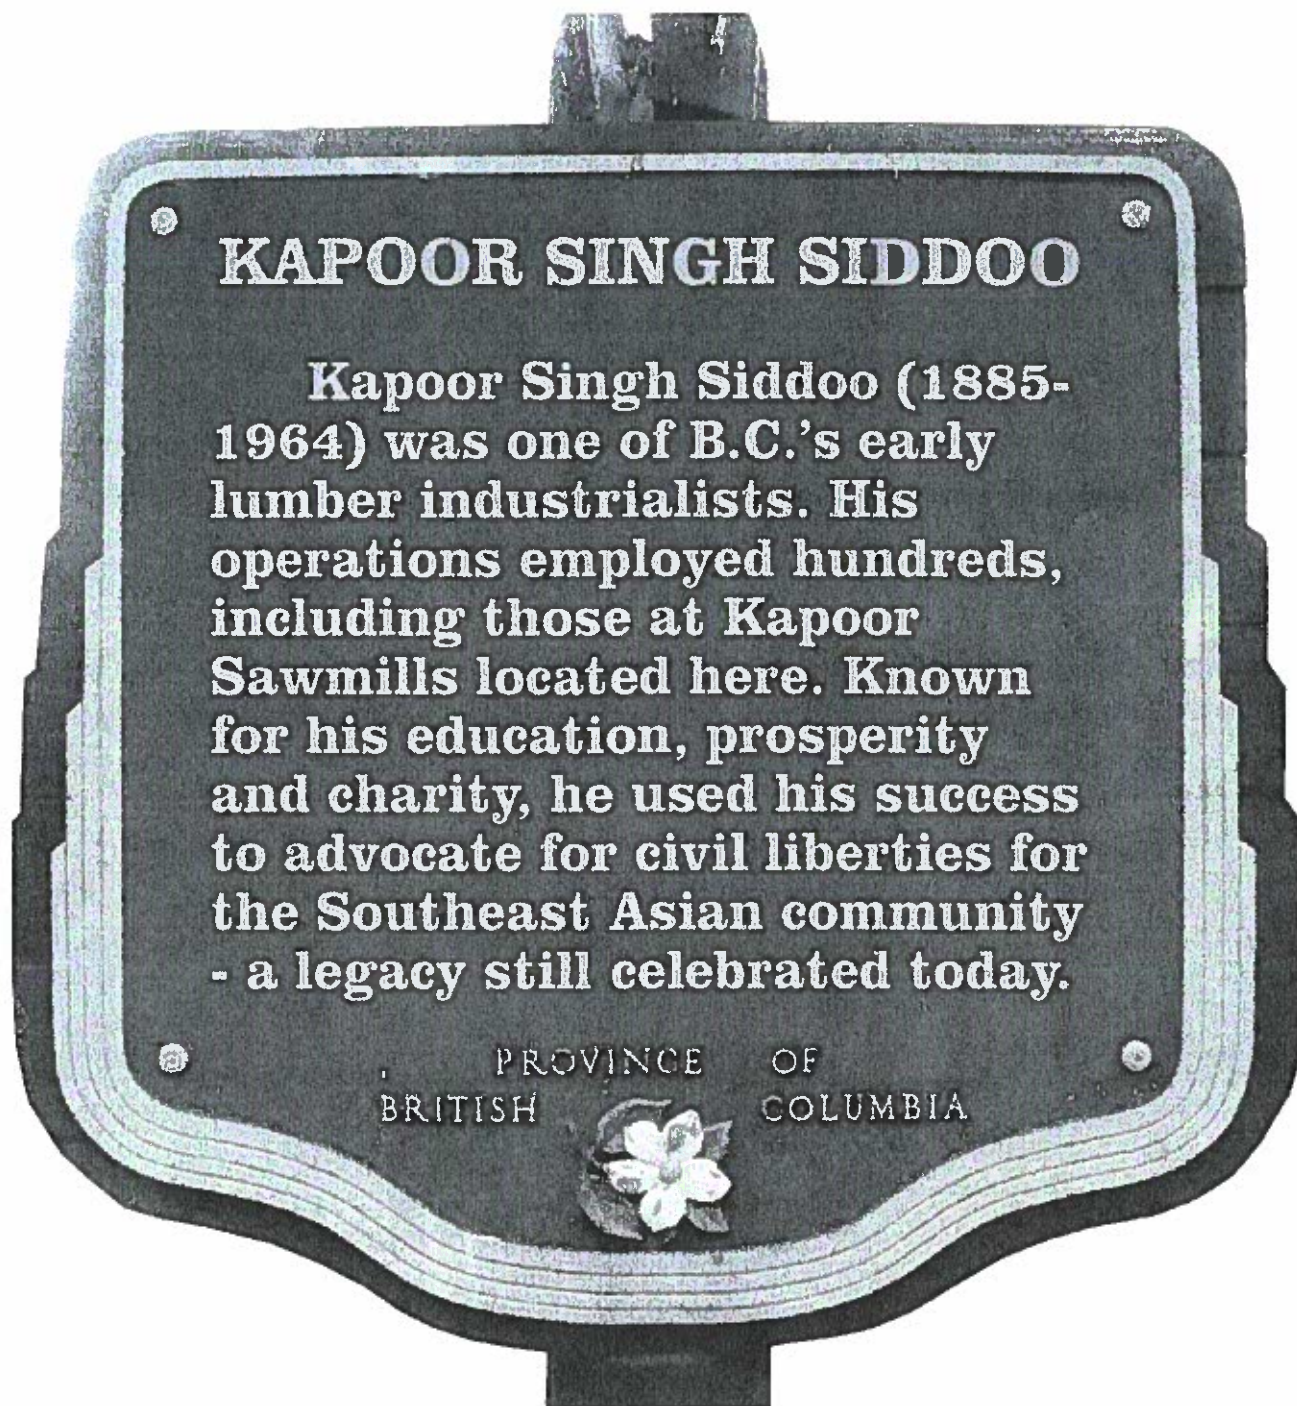 KAPOOR SINGH SIDDOO
Kapoor Singh Siddoo (1885-
1964) was one of B.C.'s early
lumber industrialists. His
operations employed hundreds,
including those at Kapoor
Sawmills located here. Known
for his education, prosperity
and charity, he used his success
to advocate for civil liberties for
the Southeast Asian community
- a legacy still celebrated today.
PROVINCE OF
BRITISH COLUMBIA